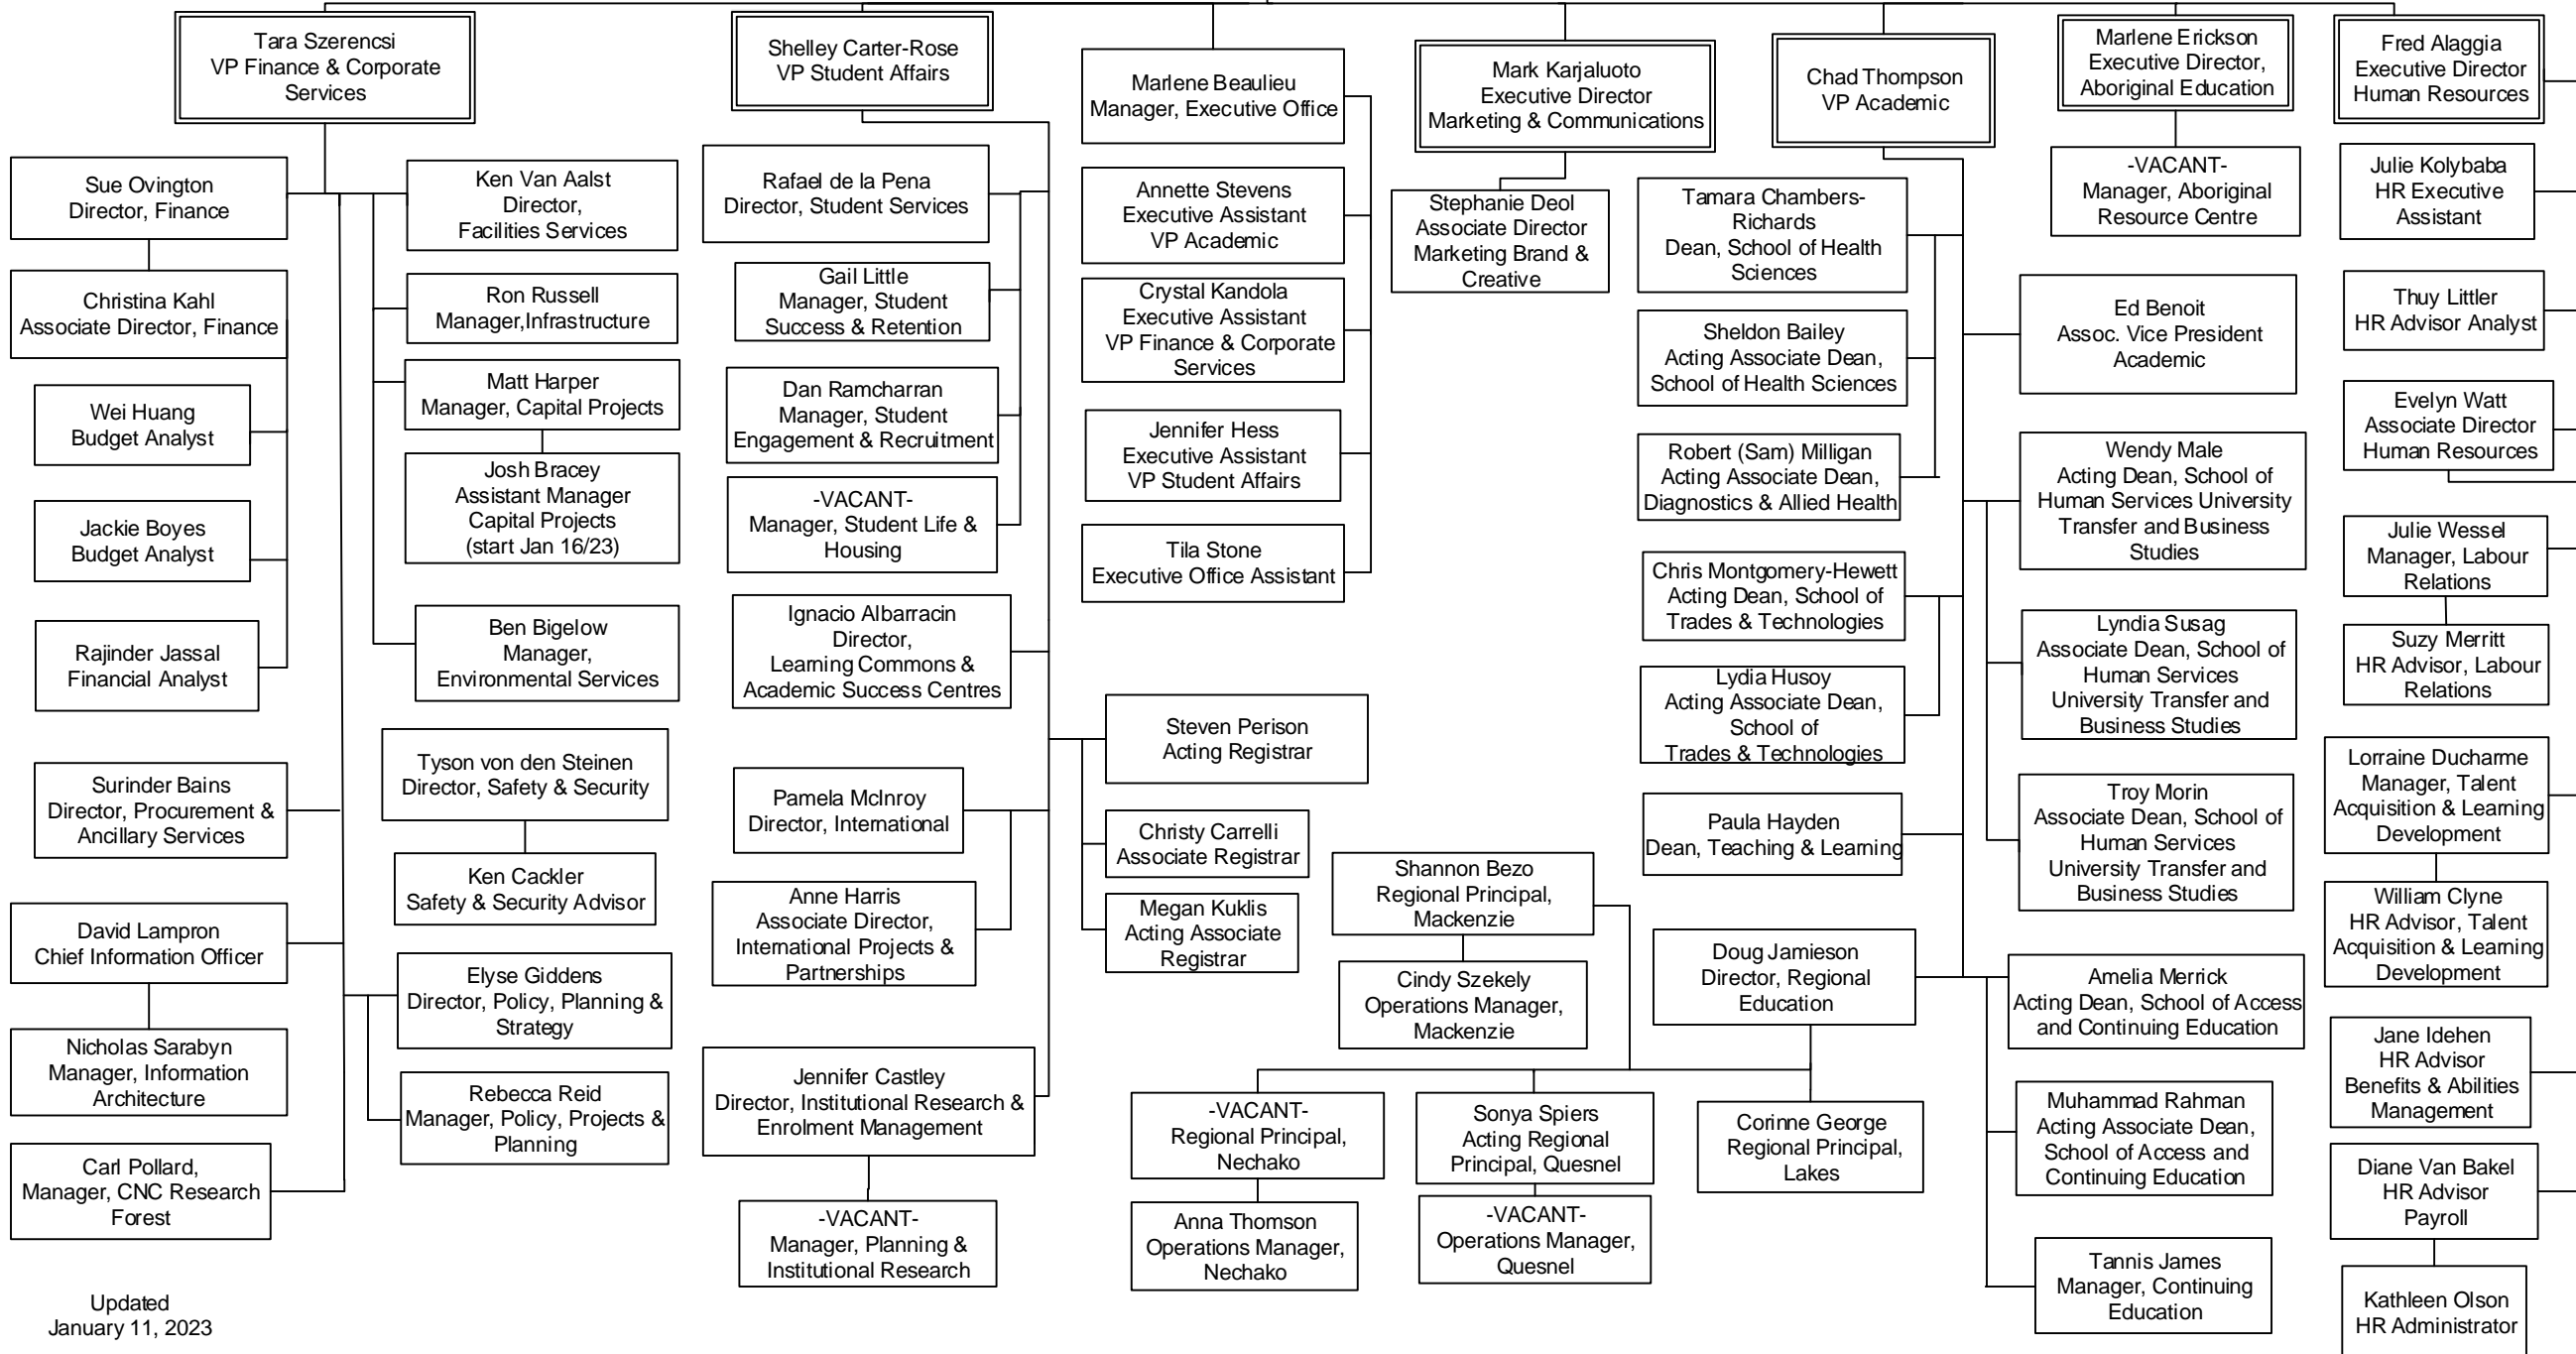 Tara Szerencsi
VP Finance & Corporate
Services
Shelley Carter-Rose
VP Student Affairs
Marlene Beaulieu
Manager, Executive Office
Mark Karjaluoto
Executive Director
Marketing & Communications
Chad Thompson
VP Academic
Marlene Erickson
Executive Director,
Aboriginal Education
Fred Alaggia
Executive Director
Human Resources
Sue Ovington
Director, Finance
Christina Kahl
Associate Director, Finance
Wei Huang
Budget Analyst
Jackie Boyes
Budget Analyst
Rajinder Jassal
Financial Analyst
Surinder Bains
Director, Procurement &
Ancillary Services
David Lampron
Chief Information Officer
Nicholas Sarabyn
Manager, Information
Architecture
Carl Pollard,
Manager, CNC Research
Forest
Ken Van Aalst
Director,
Facilities Services
Ron Russell
Manager,Infrastructure
Matt Harper
Manager, Capital Projects
Josh Bracey
Assistant Manager
Capital Projects
(start Jan 16/23)
Ben Bigelow
Manager,
Environmental Services
Tyson von den Steinen
Director, Safety & Security
Ken Cackler
Safety & Security Advisor
Elyse Giddens
Director, Policy, Planning &
Strategy
Rebecca Reid
Manager, Policy, Projects &
Planning
Rafael de la Pena
Director, Student Services
Gail Little
Manager, Student
Success & Retention
Dan Ramcharran
Manager, Student
Engagement & Recruitment
-VACANT-
Manager, Student Life &
Housing
Ignacio Albarracin
Director,
Learning Commons &
Academic Success Centres
Pamela McInroy
Director, International
Anne Harris
Associate Director,
International Projects &
Partnerships
Jennifer Castley
Director, Institutional Research &
Enrolment Management
-VACANT-
Manager, Planning &
Institutional Research
Annette Stevens
Executive Assistant
VP Academic
Crystal Kandola
Executive Assistant
VP Finance & Corporate
Services
Jennifer Hess
Executive Assistant
VP Student Affairs
Tila Stone
Executive Office Assistant
Steven Perison
Acting Registrar
Christy Carrelli
Associate Registrar
Megan Kuklis
Acting Associate
Registrar
Stephanie Deol
Associate Director
Marketing Brand &
Creative
Tamara Chambers-
Richards
Dean, School of Health
Sciences
Sheldon Bailey
Acting Associate Dean,
School of Health Sciences
Robert (Sam) Milligan
Acting Associate Dean,
Diagnostics & Allied Health
Chris Montgomery-Hewett
Acting Dean, School of
Trades & Technologies
Lydia Husoy
Acting Associate Dean,
School of
Trades & Technologies
Paula Hayden
Dean, Teaching & Learning
Shannon Bezo
Regional Principal,
Mackenzie
Cindy Szekely
Operations Manager,
Mackenzie
Doug Jamieson
Director, Regional
Education
-VACANT-
Regional Principal,
Nechako
Anna Thomson
Operations Manager,
Nechako
Sonya Spiers
Acting Regional
Principal, Quesnel
-VACANT-
Operations Manager,
Quesnel
Corinne George
Regional Principal,
Lakes
-VACANT-
Manager, Aboriginal
Resource Centre
Ed Benoit
Assoc. Vice President
Academic
Wendy Male
Acting Dean, School of
Human Services University
Transfer and Business
Studies
Lyndia Susag
Associate Dean, School of
Human Services
University Transfer and
Business Studies
Troy Morin
Associate Dean, School of
Human Services
University Transfer and
Business Studies
Amelia Merrick
Acting Dean, School of Access
and Continuing Education
Muhammad Rahman
Acting Associate Dean,
School of Access and
Continuing Education
Tannis James
Manager, Continuing
Education
Julie Kolybaba
HR Executive
Assistant
Thuy Littler
HR Advisor Analyst
Evelyn Watt
Associate Director
Human Resources
Julie Wessel
Manager, Labour
Relations
Suzy Merritt
HR Advisor, Labour
Relations
Lorraine Ducharme
Manager, Talent
Acquisition & Learning
Development
William Clyne
HR Advisor, Talent
Acquisition & Learning
Development
Jane Idehen
HR Advisor
Benefits & Abilities
Management
Diane Van Bakel
HR Advisor
Payroll
Kathleen Olson
HR Administrator
Updated
January 11, 2023